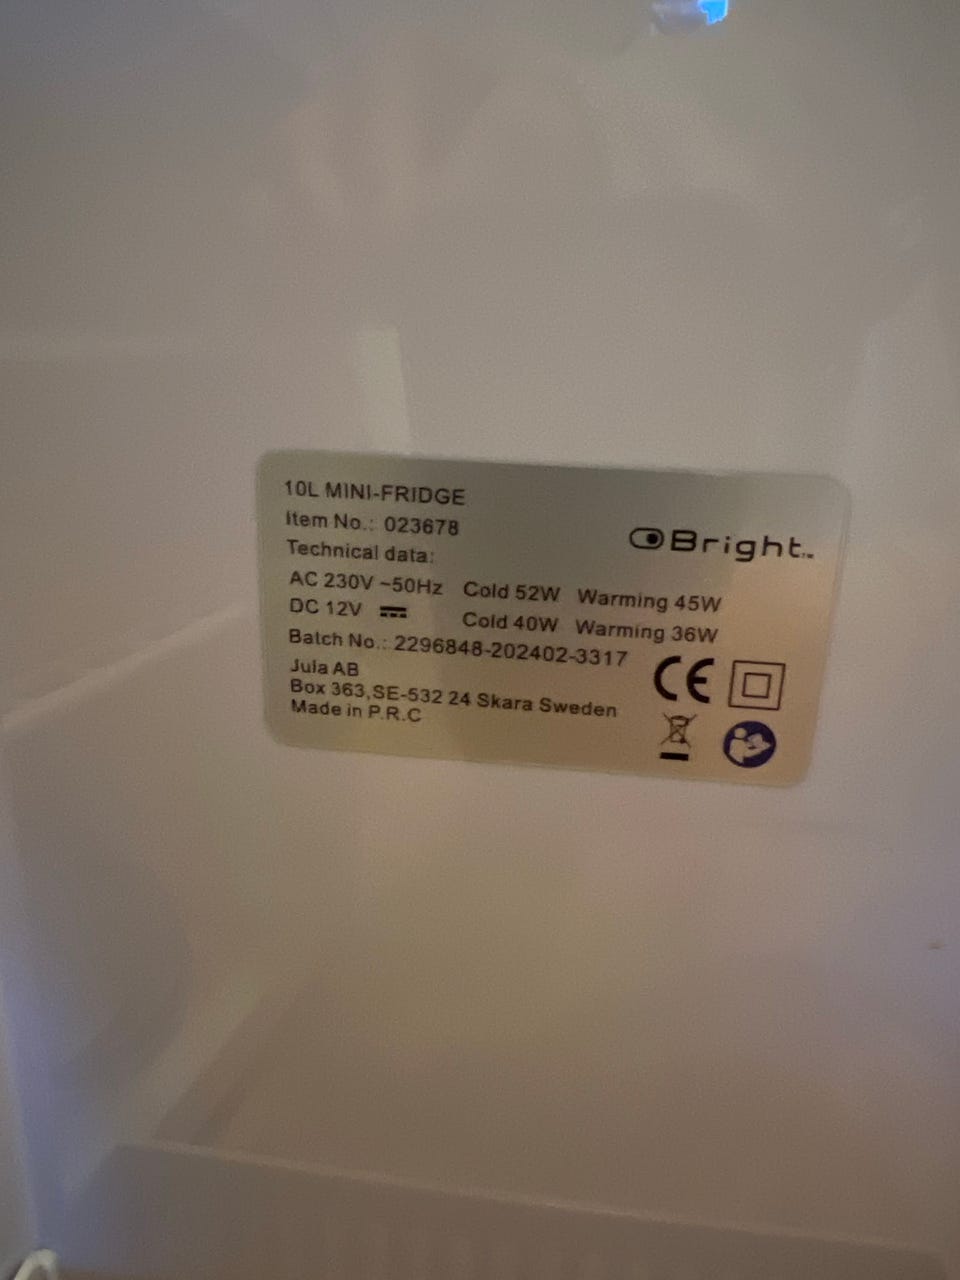 10L MINI-FRIDGE
Item No.: 023678
Bright™
Technical data:
AC 230V ~50Hz Cold 52W Warming 45W
DC 12V ⎓ Cold 40W Warming 36W
Batch No.: 2296848-202402-3317
Jula AB
Box 363,SE-532 24 Skara Sweden
Made in P.R.C
CE